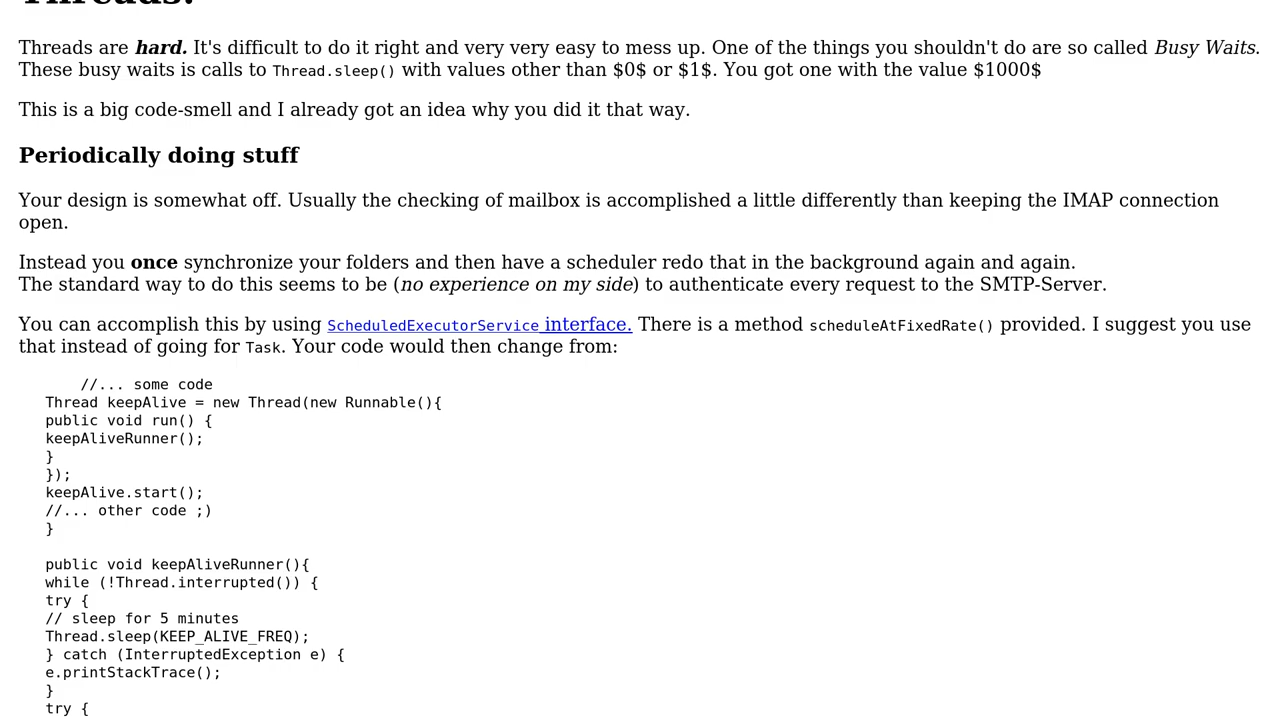 Threads!
Threads are hard. It's difficult to do it right and very very easy to mess up. One of the things you shouldn't do are so called Busy Waits.
These busy waits is calls to Thread.sleep() with values other than $0$ or $1$. You got one with the value $1000$
This is a big code-smell and I already got an idea why you did it that way.
Periodically doing stuff
Your design is somewhat off. Usually the checking of mailbox is accomplished a little differently than keeping the IMAP connection
open.
Instead you once synchronize your folders and then have a scheduler redo that in the background again and again.
The standard way to do this seems to be (no experience on my side) to authenticate every request to the SMTP-Server.
You can accomplish this by using ScheduledExecutorService interface. There is a method scheduleAtFixedRate() provided. I suggest you use
that instead of going for Task. Your code would then change from:
//... some code
Thread keepAlive = new Thread(new Runnable(){
public void run() {
keepAliveRunner();
}
});
keepAlive.start();
//... other code ;)
}
public void keepAliveRunner(){
while (!Thread.interrupted()) {
try {
// sleep for 5 minutes
Thread.sleep(KEEP_ALIVE_FREQ);
} catch (InterruptedException e) {
e.printStackTrace();
}
try {